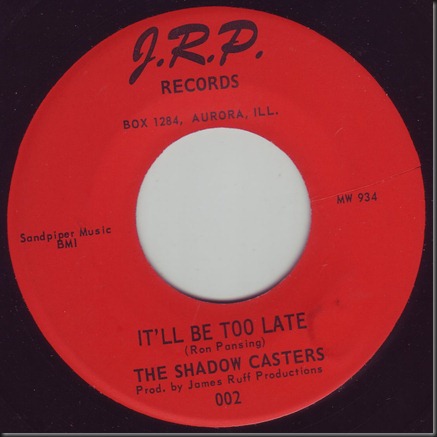 J.R.P.
RECORDS
BOX 1284, AURORA, ILL.
MW 934
Sandpiper Music
BMI
IT'LL BE TOO LATE
(Ron Pansing)
THE SHADOW CASTERS
Prod. by James Ruff Productions
002